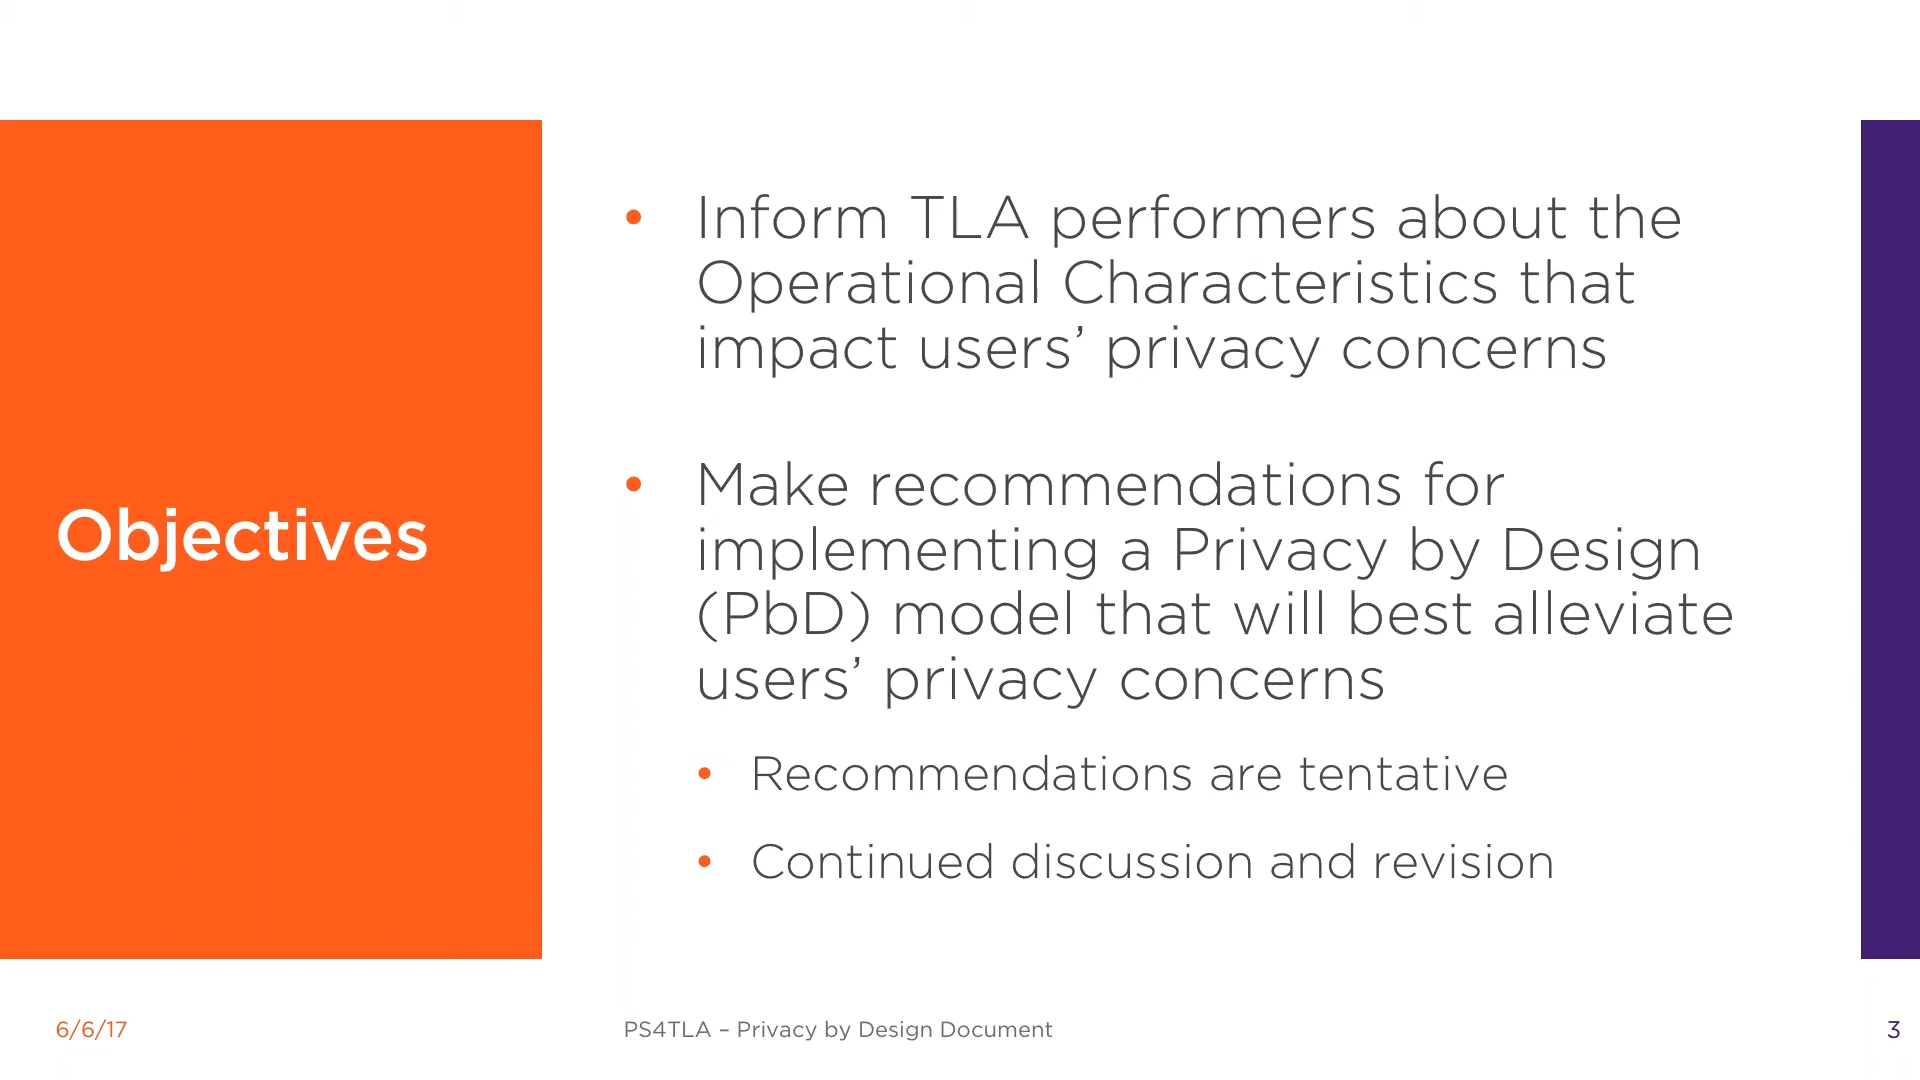 Objectives
• Inform TLA performers about the
Operational Characteristics that
impact users’ privacy concerns
• Make recommendations for
implementing a Privacy by Design
(PbD) model that will best alleviate
users’ privacy concerns
• Recommendations are tentative
• Continued discussion and revision
6/6/17
PS4TLA – Privacy by Design Document
3